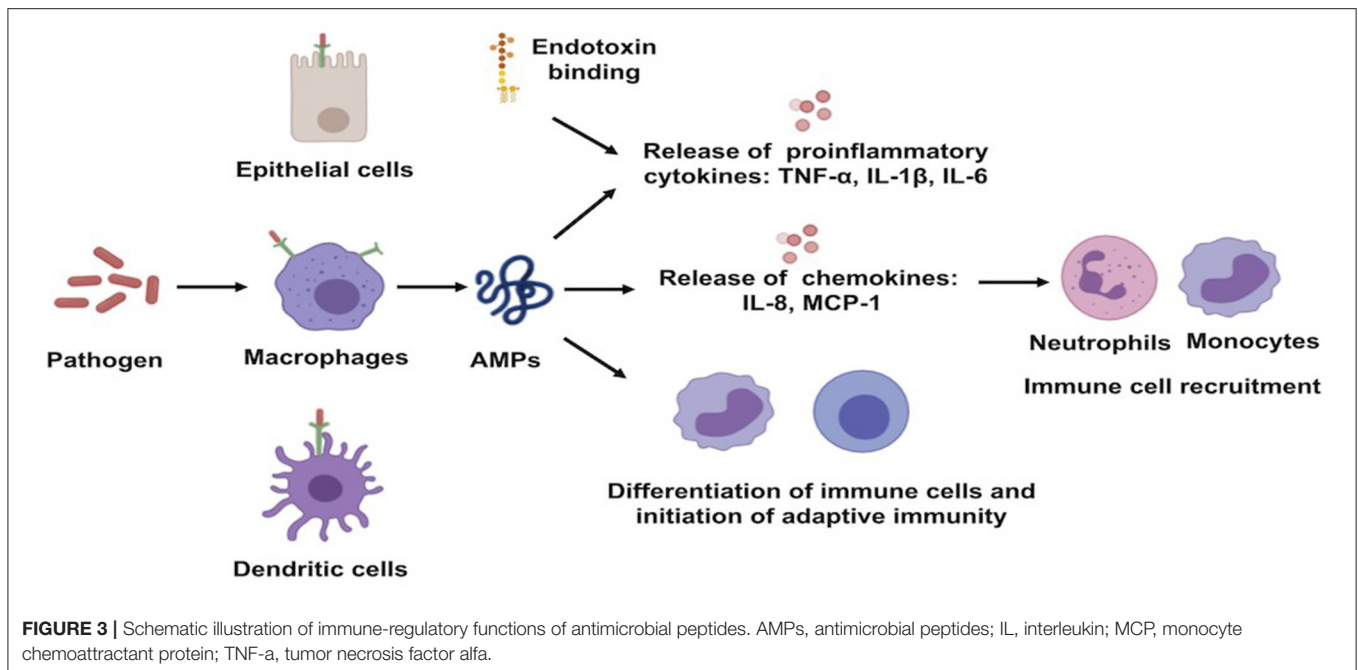 Endotoxin
binding
Epithelial cells
Release of proinflammatory
cytokines: TNF-α, IL-1β, IL-6
Pathogen
Macrophages
AMPs
Release of chemokines:
IL-8, MCP-1
Neutrophils
Monocytes
Immune cell recruitment
Dendritic cells
Differentiation of immune cells and
initiation of adaptive immunity
FIGURE 3 | Schematic illustration of immune-regulatory functions of antimicrobial peptides. AMPs, antimicrobial peptides; IL, interleukin; MCP, monocyte
chemoattractant protein; TNF-a, tumor necrosis factor alfa.